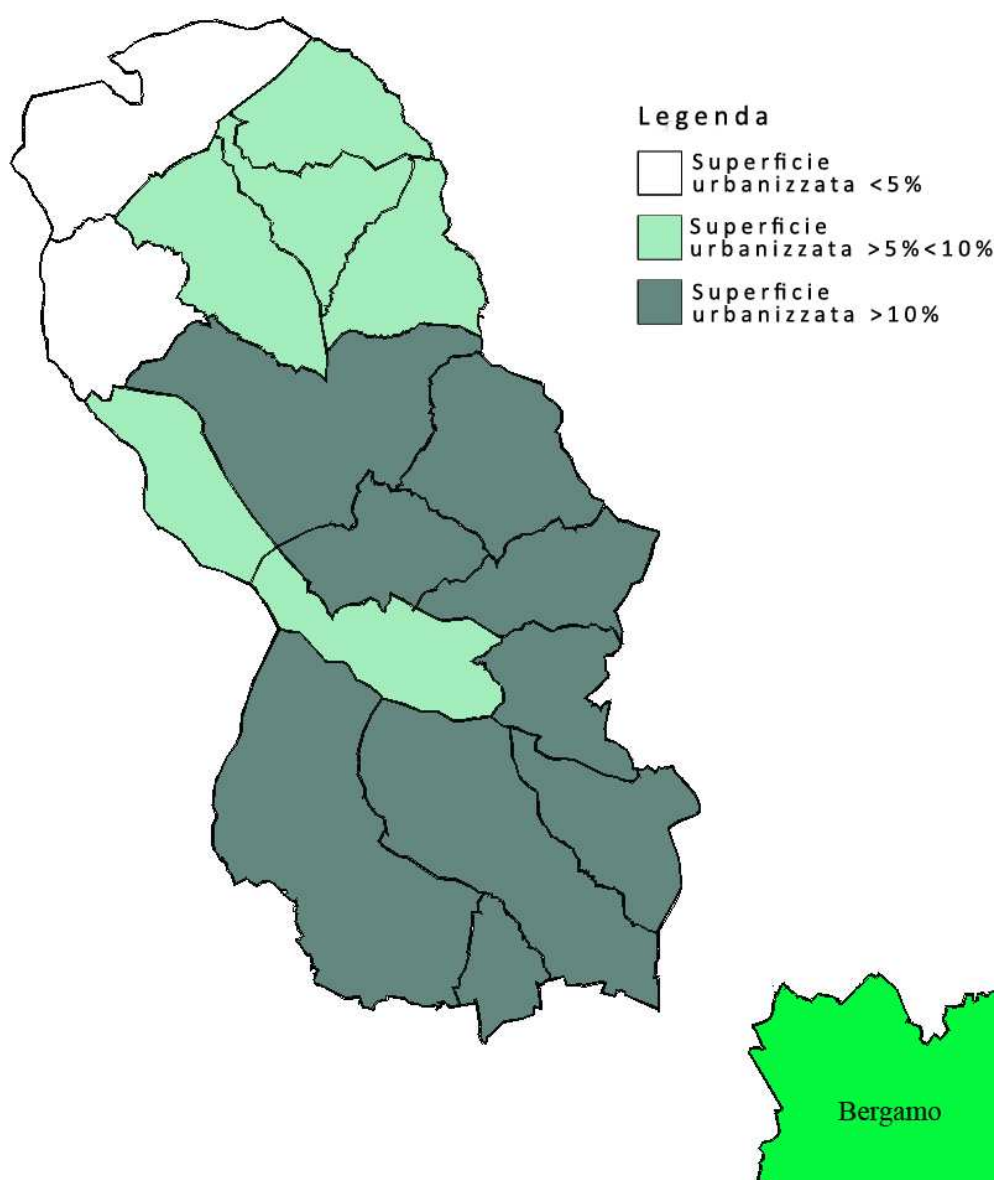 Legenda
Superficie
urbanizzata <5%
Superficie
urbanizzata >5%<10%
Superficie
urbanizzata >10%
Bergamo